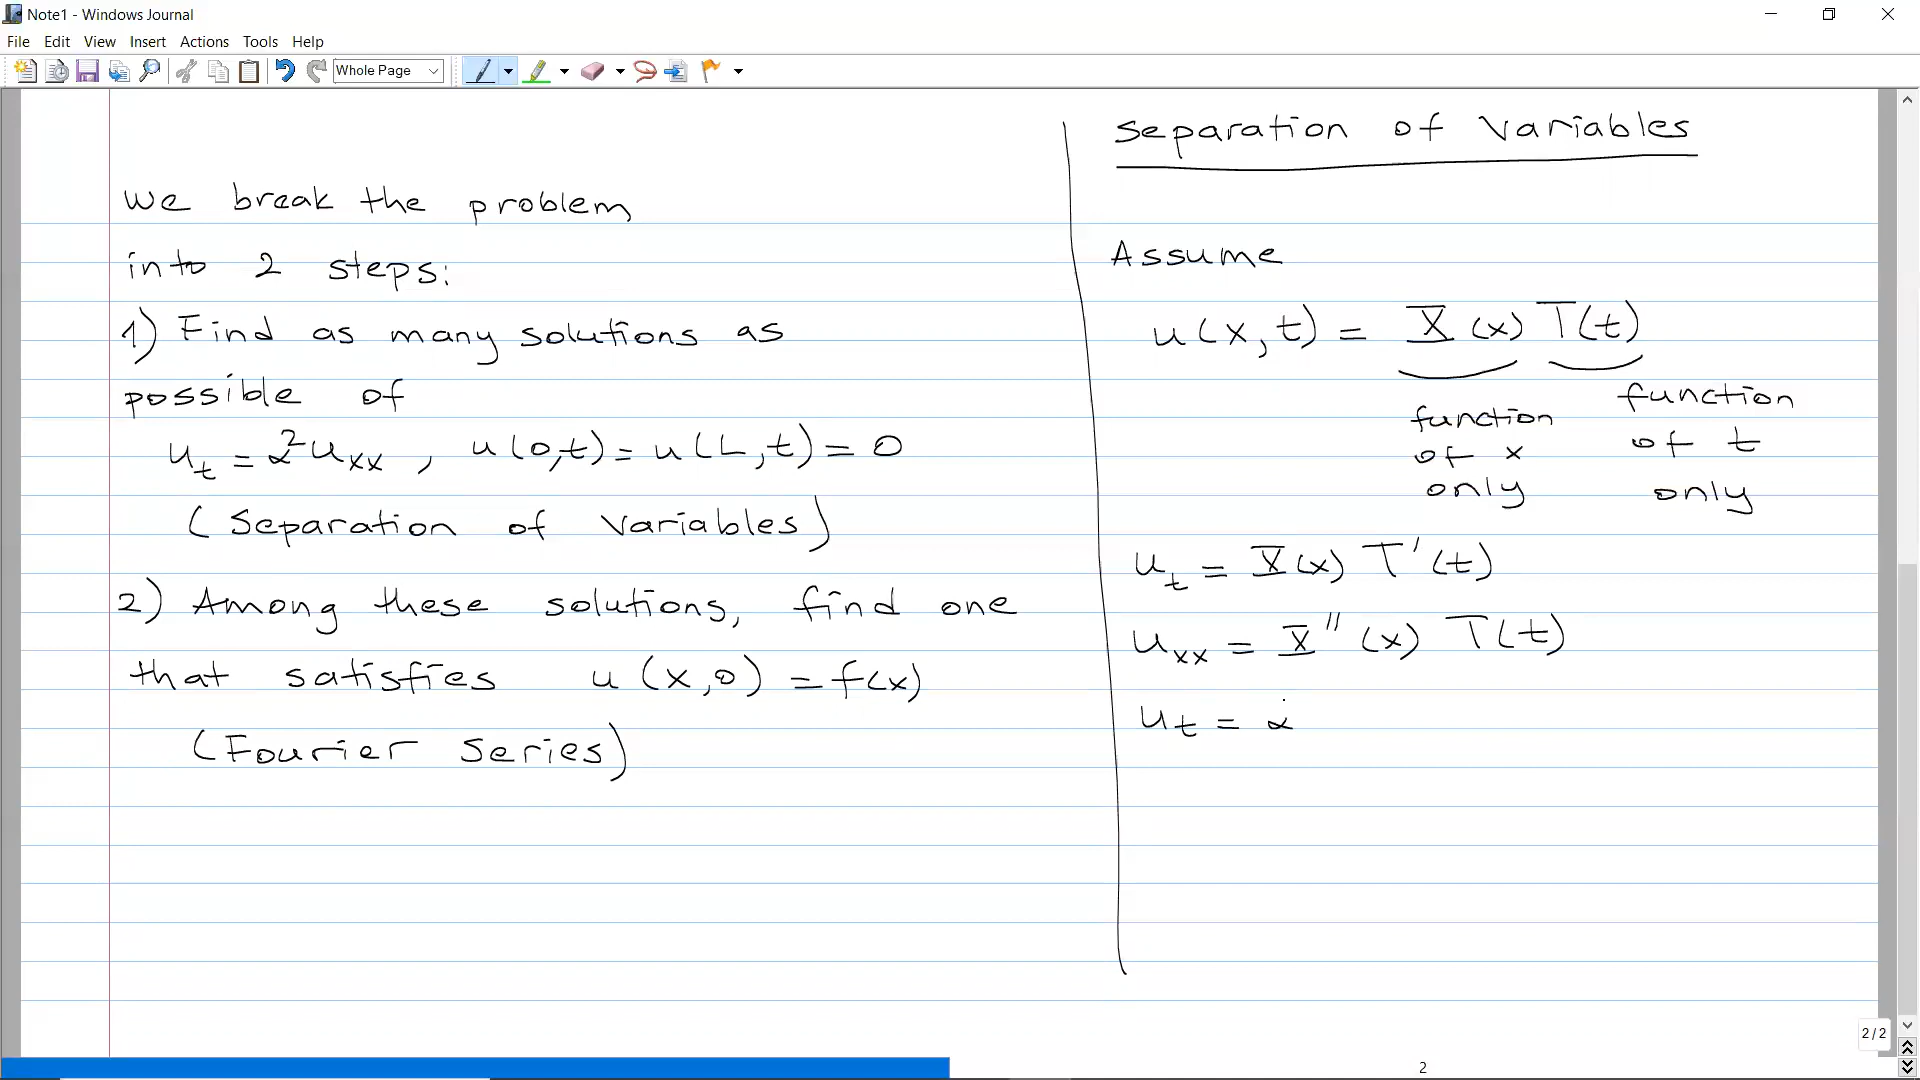 Note1 - Windows Journal
File Edit View Insert Actions Tools Help
Whole Page
we break the problem
into 2 steps:
1) Find as many solutions as
possible of
u_t = α²u_xx , u(0,t) = u(L,t) = 0
(Separation of variables)
2) Among these solutions, find one
that satisfies u(x,0) = f(x)
(Fourier Series)
Separation of Variables
Assume
u(x,t) = X(x) T(t)
function of x only
function of t only
u_t = X(x) T'(t)
u_xx = X''(x) T(t)
u_t = α
2/2
2